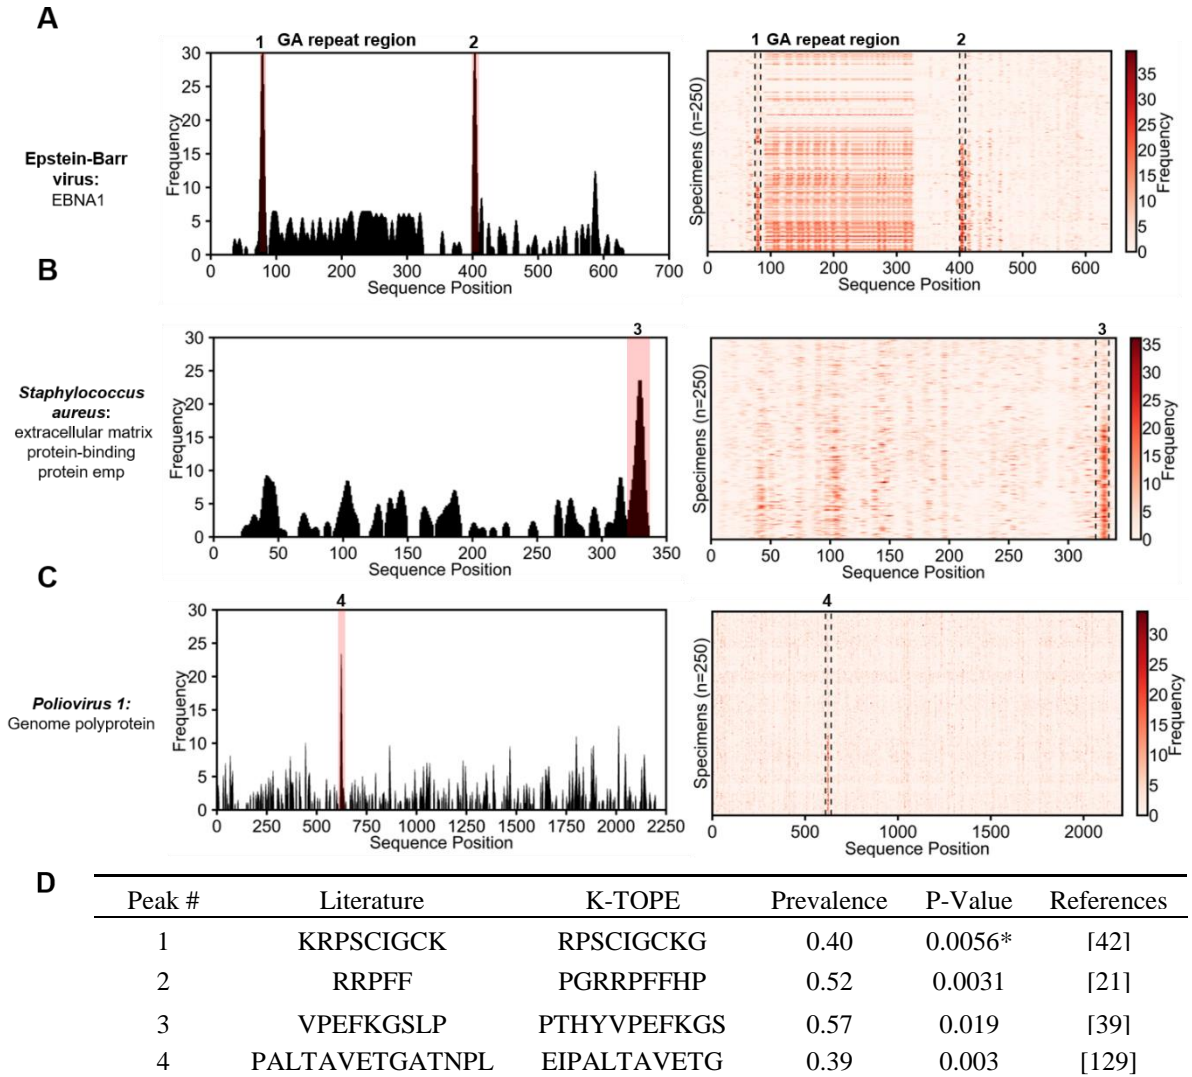 A
1 GA repeat region 2
30
25
20
15
10
5
0
Frequency
0 100 200 300 400 500 600 700
Sequence Position
Epstein-Barr
virus:
EBNA1
1 GA repeat region 2
Specimens (n=250)
0 100 200 300 400 500 600
Sequence Position
35
30
25
20
15
10
5
0
Frequency
B
3
30
25
20
15
10
5
0
Frequency
0 50 100 150 200 250 300 350
Sequence Position
Staphylococcus
aureus:
extracellular matrix
protein-binding
protein emp
3
Specimens (n=250)
0 50 100 150 200 250 300
Sequence Position
35
30
25
20
15
10
5
0
Frequency
C
4
30
25
20
15
10
5
0
Frequency
0 250 500 750 1000 1250 1500 1750 2000 2250
Sequence Position
Poliovirus 1:
Genome polyprotein
4
Specimens (n=250)
0 500 1000 1500 2000
Sequence Position
30
25
20
15
10
5
0
Frequency
D
Peak # Literature K-TOPE Prevalence P-Value References
1 KRPSCIGCK RPSCIGCKG 0.40 0.0056* [42]
2 RRPFF PGRRPFFHP 0.52 0.0031 [21]
3 VPEFKGSLP PTHYVPEFKGS 0.57 0.019 [39]
4 PALTAVETGATNPL EIPALTAVETG 0.39 0.003 [129]